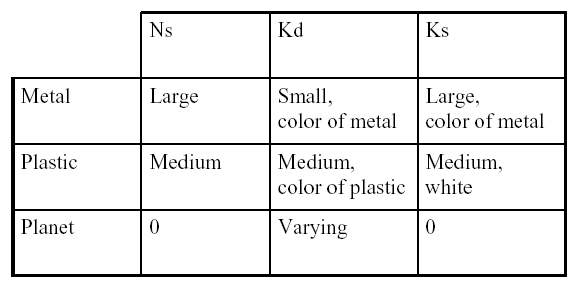 Ns Kd Ks
Metal Large Small, Large,
color of metal color of metal
Plastic Medium Medium, Medium,
color of plastic white
Planet 0 Varying 0